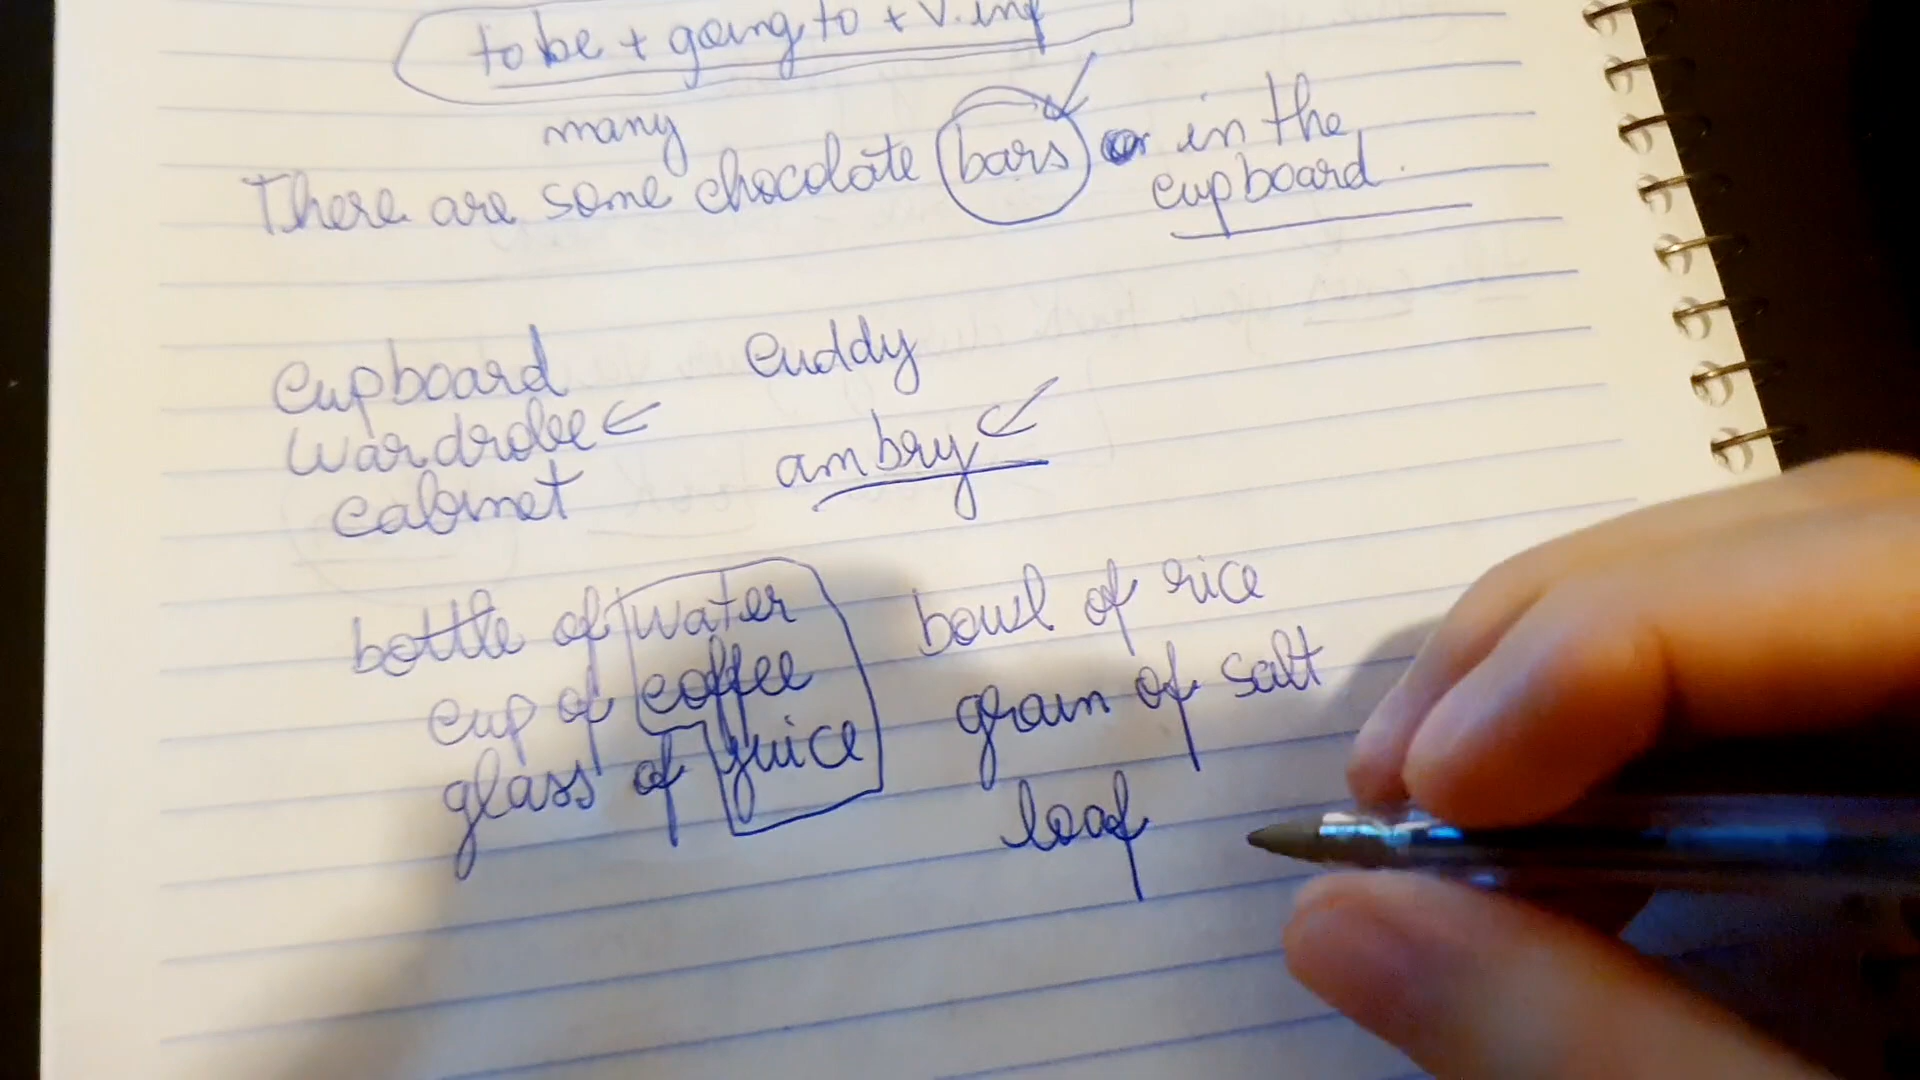 to be + going to + V. inf
many
There are some chocolate bars or in the
cupboard.
cupboard
wardrobe
cabinet
cuddy
ambry
bottle of water
cup of coffee
glass of juice
bowl of rice
grain of salt
loaf